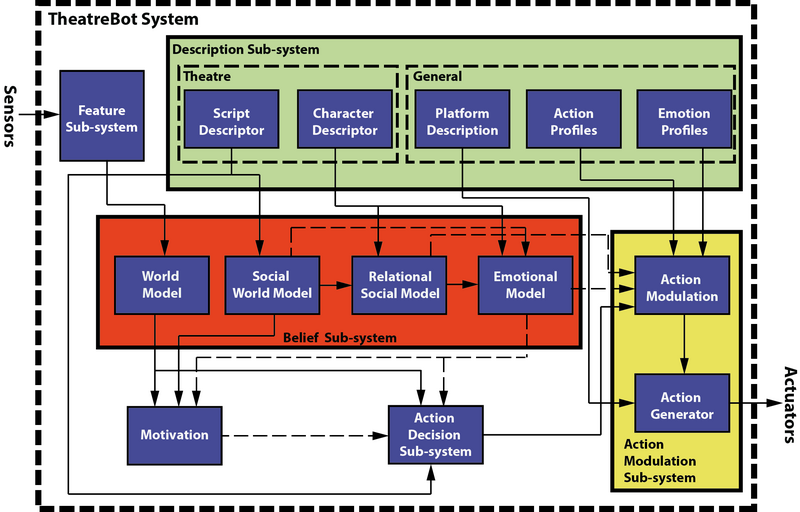 TheatreBot System
Description Sub-system
Theatre
General
Sensors
Feature
Sub-system
Script
Descriptor
Character
Descriptor
Platform
Description
Action
Profiles
Emotion
Profiles
World
Model
Social
World Model
Relational
Social Model
Emotional
Model
Action
Modulation
Belief Sub-system
Motivation
Action
Decision
Sub-system
Action
Generator
Actuators
Action
Modulation
Sub-system